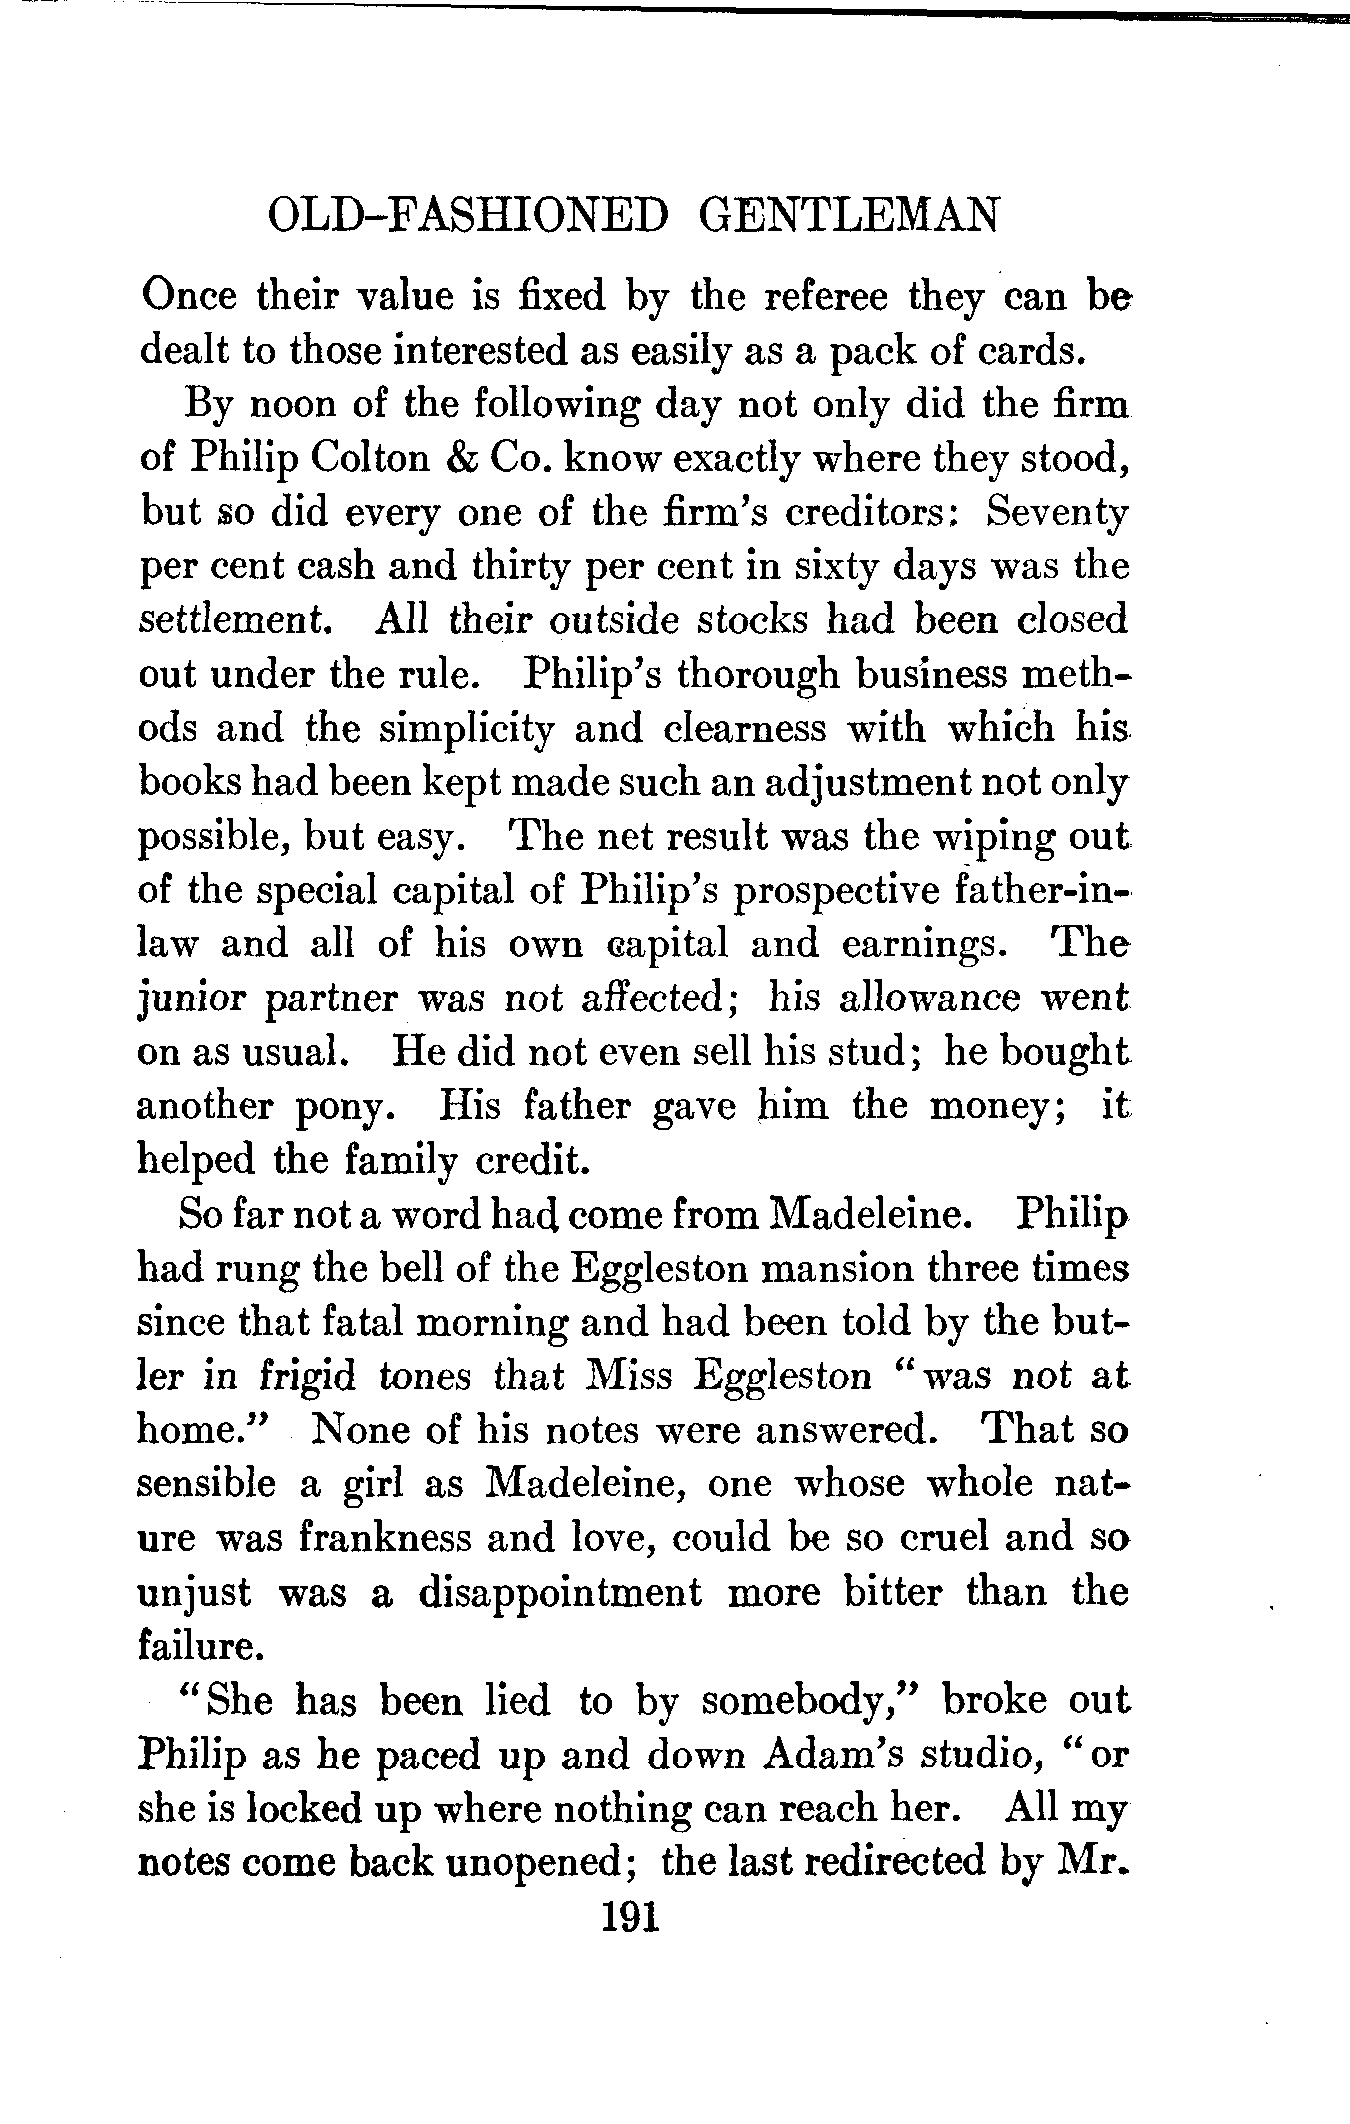 OLD-FASHIONED GENTLEMAN
Once their value is fixed by the referee they can be
dealt to those interested as easily as a pack of cards.
By noon of the following day not only did the firm
of Philip Colton & Co. know exactly where they stood,
but so did every one of the firm's creditors: Seventy
per cent cash and thirty per cent in sixty days was the
settlement. All their outside stocks had been closed
out under the rule. Philip's thorough business meth-
ods and the simplicity and clearness with which his
books had been kept made such an adjustment not only
possible, but easy. The net result was the wiping out
of the special capital of Philip's prospective father-in-
law and all of his own capital and earnings. The
junior partner was not affected; his allowance went
on as usual. He did not even sell his stud; he bought
another pony. His father gave him the money; it
helped the family credit.
So far not a word had come from Madeleine. Philip
had rung the bell of the Eggleston mansion three times
since that fatal morning and had been told by the but-
ler in frigid tones that Miss Eggleston "was not at
home." None of his notes were answered. That so
sensible a girl as Madeleine, one whose whole nat-
ure was frankness and love, could be so cruel and so
unjust was a disappointment more bitter than the
failure.
"She has been lied to by somebody," broke out
Philip as he paced up and down Adam's studio, "or
she is locked up where nothing can reach her. All my
notes come back unopened; the last redirected by Mr.
191